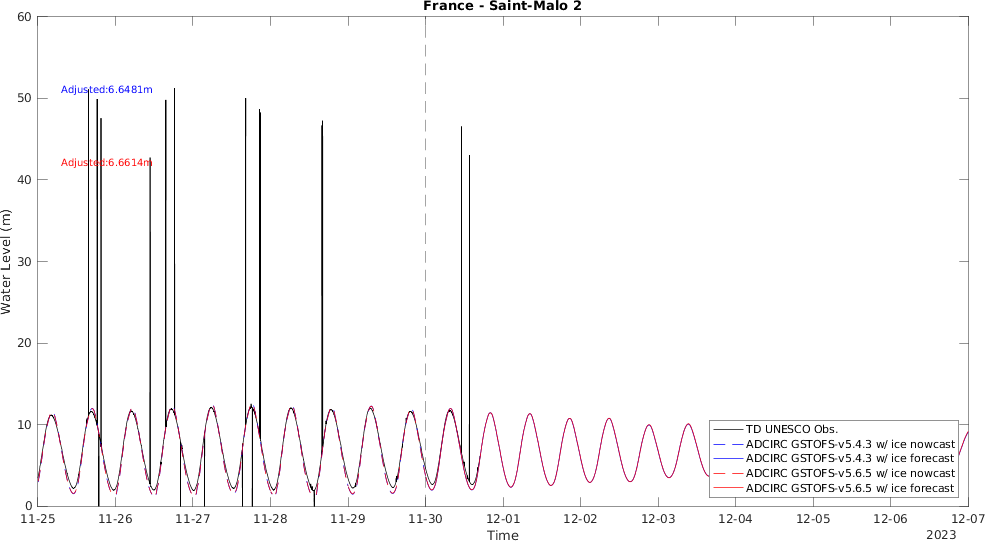 France - Saint-Malo 2
60
50
40
30
20
10
0
Water Level (m)
Adjusted:6.6481m
Adjusted:6.6614m
TD UNESCO Obs.
ADCIRC GSTOFS-v5.4.3 w/ ice nowcast
ADCIRC GSTOFS-v5.4.3 w/ ice forecast
ADCIRC GSTOFS-v5.6.5 w/ ice nowcast
ADCIRC GSTOFS-v5.6.5 w/ ice forecast
11-25 11-26 11-27 11-28 11-29 11-30 12-01 12-02 12-03 12-04 12-05 12-06 12-07
Time
2023